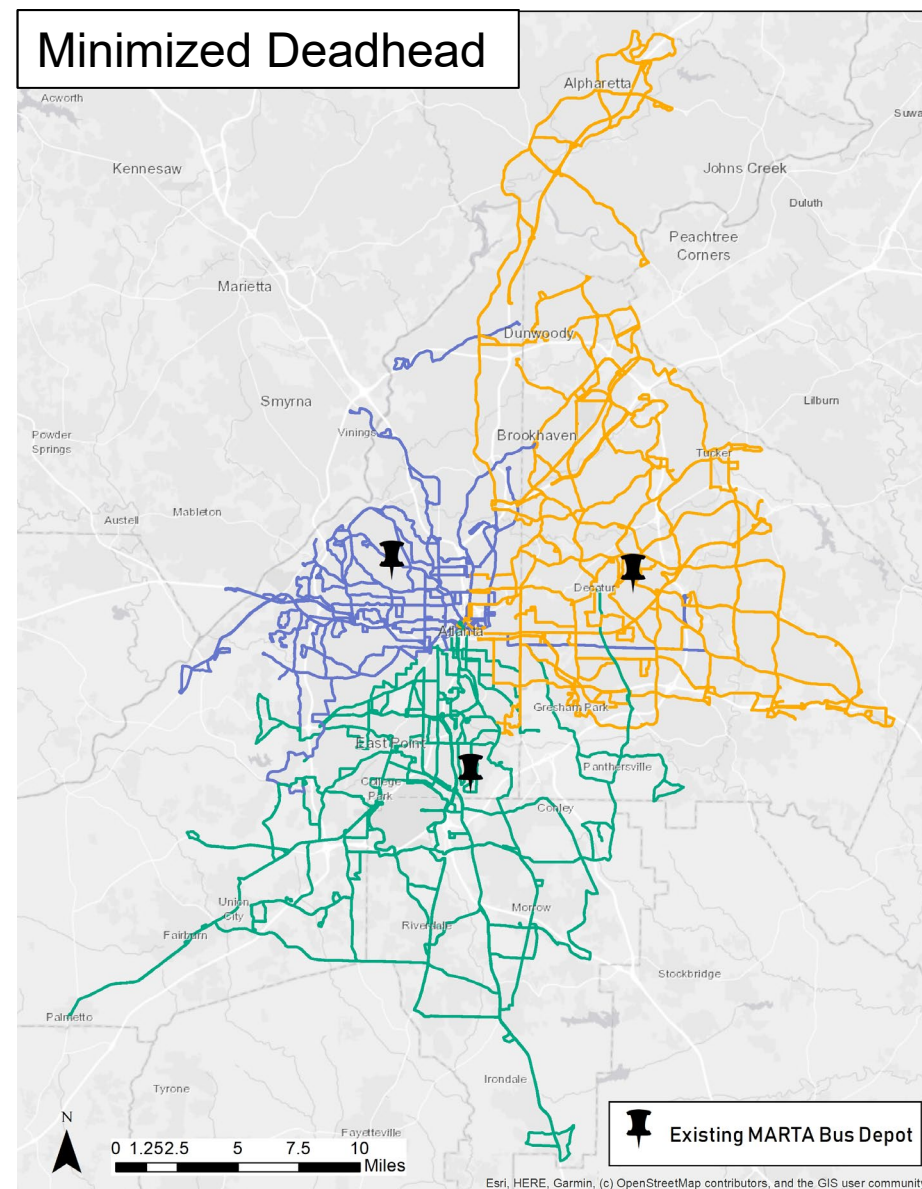 Minimized Deadhead
Alpharetta
Acworth
Suwa
Kennesaw
Johns Creek
Duluth
Peachtree
Corners
Marietta
Dunwoody
Smyrna
Lilburn
Vinings
Powder
Springs
Brookhaven
Tucker
Mableton
Austell
Decatur
Atlanta
Gresham Park
East Point
Panthersville
College
Park
Conley
Union
City
Morrow
Riverdale
Fairburn
Stockbridge
Palmetto
Irondale
Tyrone
Fayetteville
N
0 1.252.5 5 7.5 10
Miles
Existing MARTA Bus Depot
Esri, HERE, Garmin, (c) OpenStreetMap contributors, and the GIS user communit